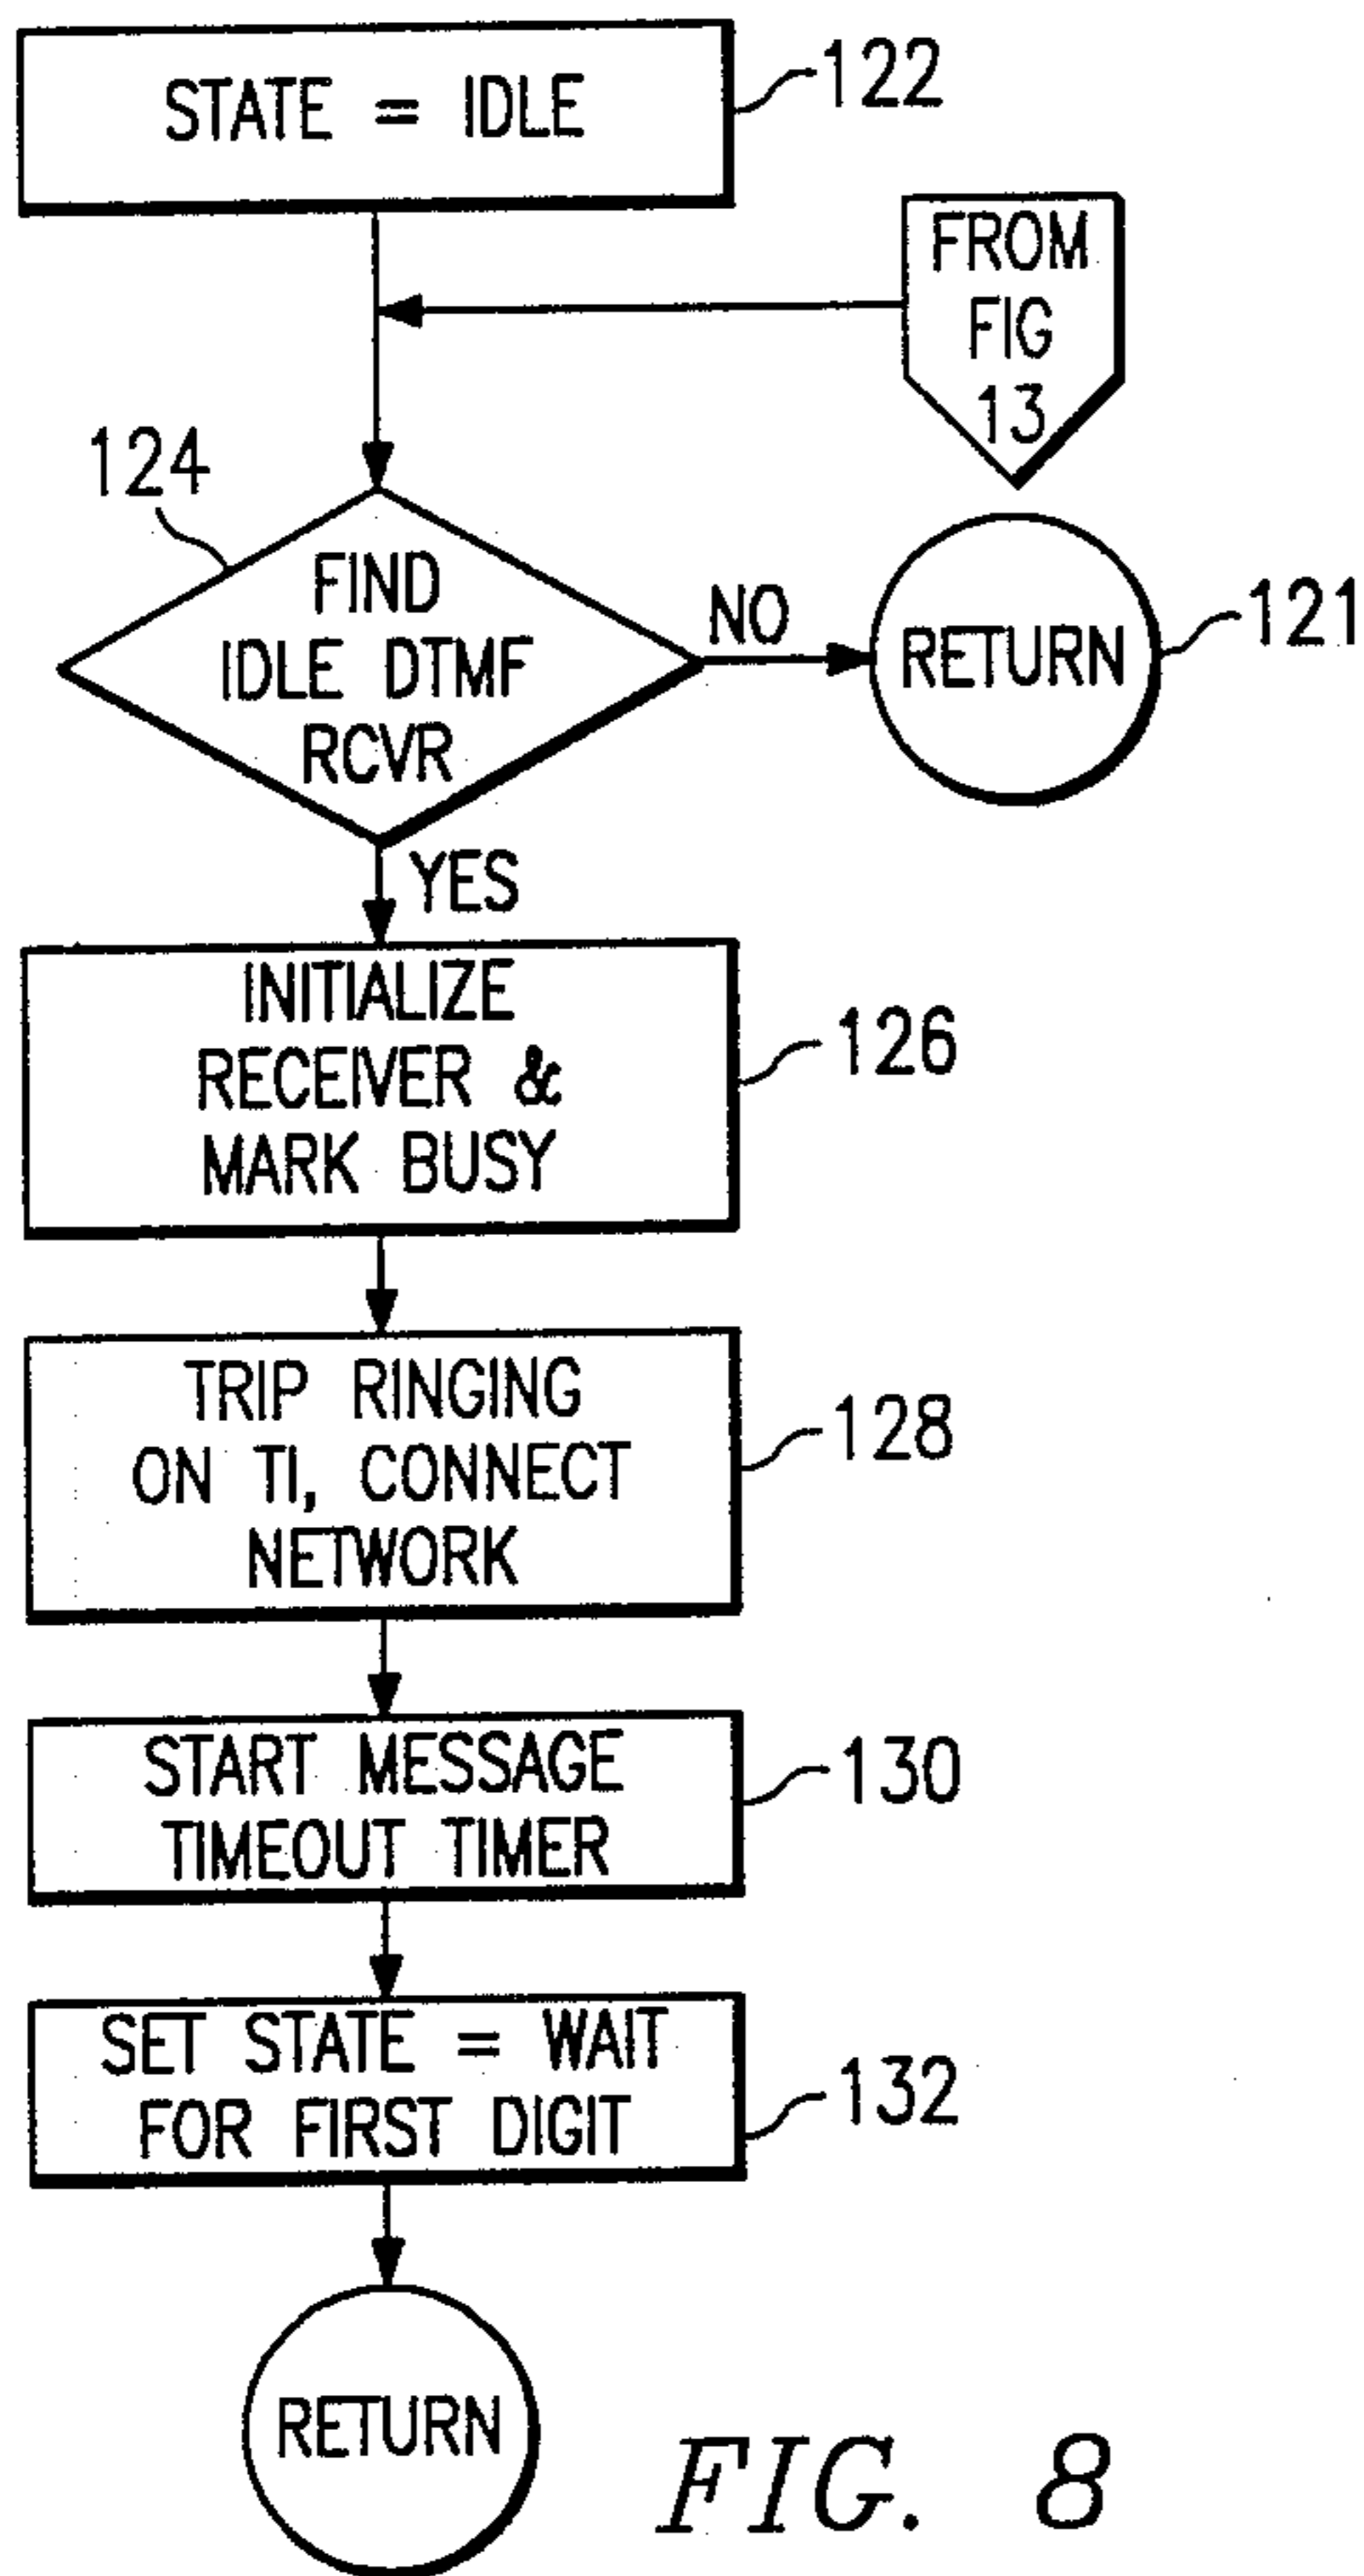 STATE = IDLE
122
FROM
FIG
13
124
FIND
IDLE DTMF
RCVR
NO
RETURN
121
YES
INITIALIZE
RECEIVER &
MARK BUSY
126
TRIP RINGING
ON TI, CONNECT
NETWORK
128
START MESSAGE
TIMEOUT TIMER
130
SET STATE = WAIT
FOR FIRST DIGIT
132
RETURN
FIG. 8